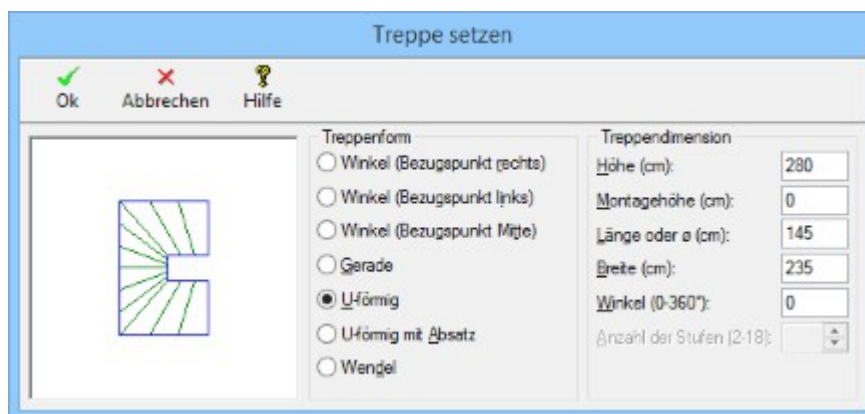 Treppe setzen
Ok Abbrechen Hilfe
Treppenform
Winkel (Bezugspunkt rechts)
Winkel (Bezugspunkt links)
Winkel (Bezugspunkt Mitte)
Gerade
U-förmig
U-förmig mit Absatz
Wendel
Treppendimension
Höhe (cm): 280
Montagehöhe (cm): 0
Länge oder ø (cm): 145
Breite (cm): 235
Winkel (0-360°): 0
Anzahl der Stufen (2-18):